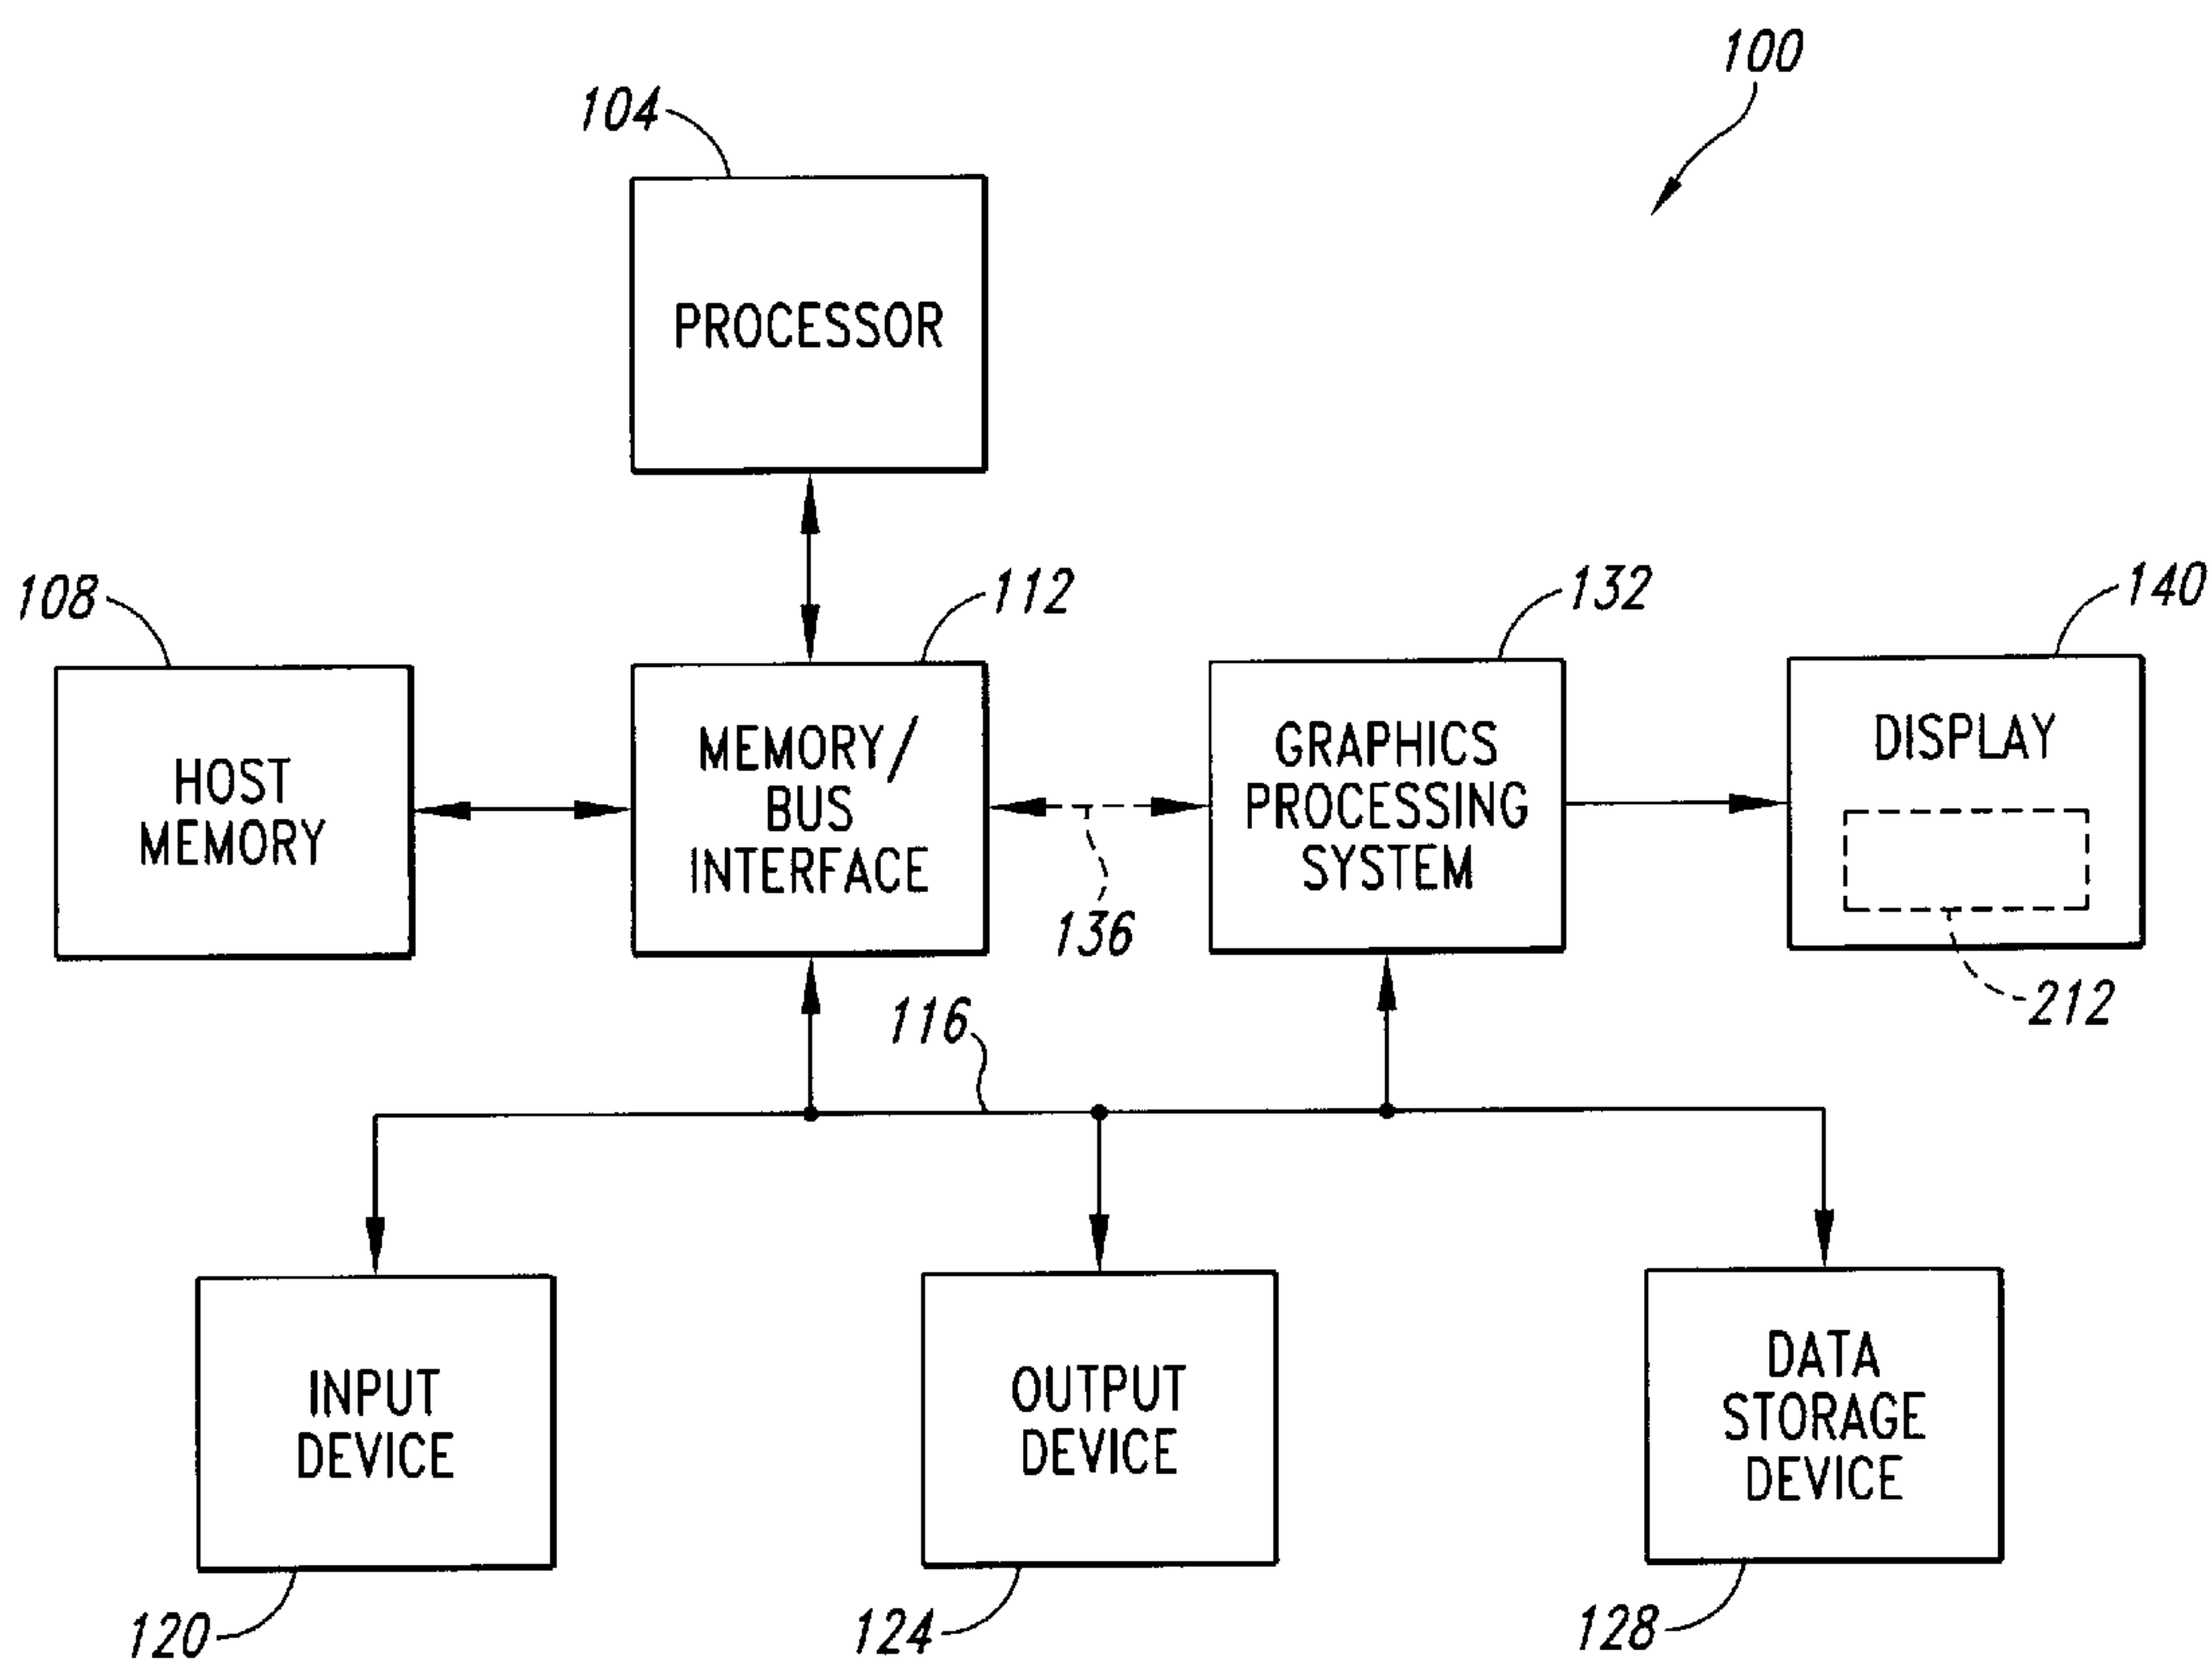 100
104
PROCESSOR
108
112
132
140
HOST
MEMORY
MEMORY/
BUS
INTERFACE
136
GRAPHICS
PROCESSING
SYSTEM
DISPLAY
212
116
INPUT
DEVICE
OUTPUT
DEVICE
DATA
STORAGE
DEVICE
120
124
128